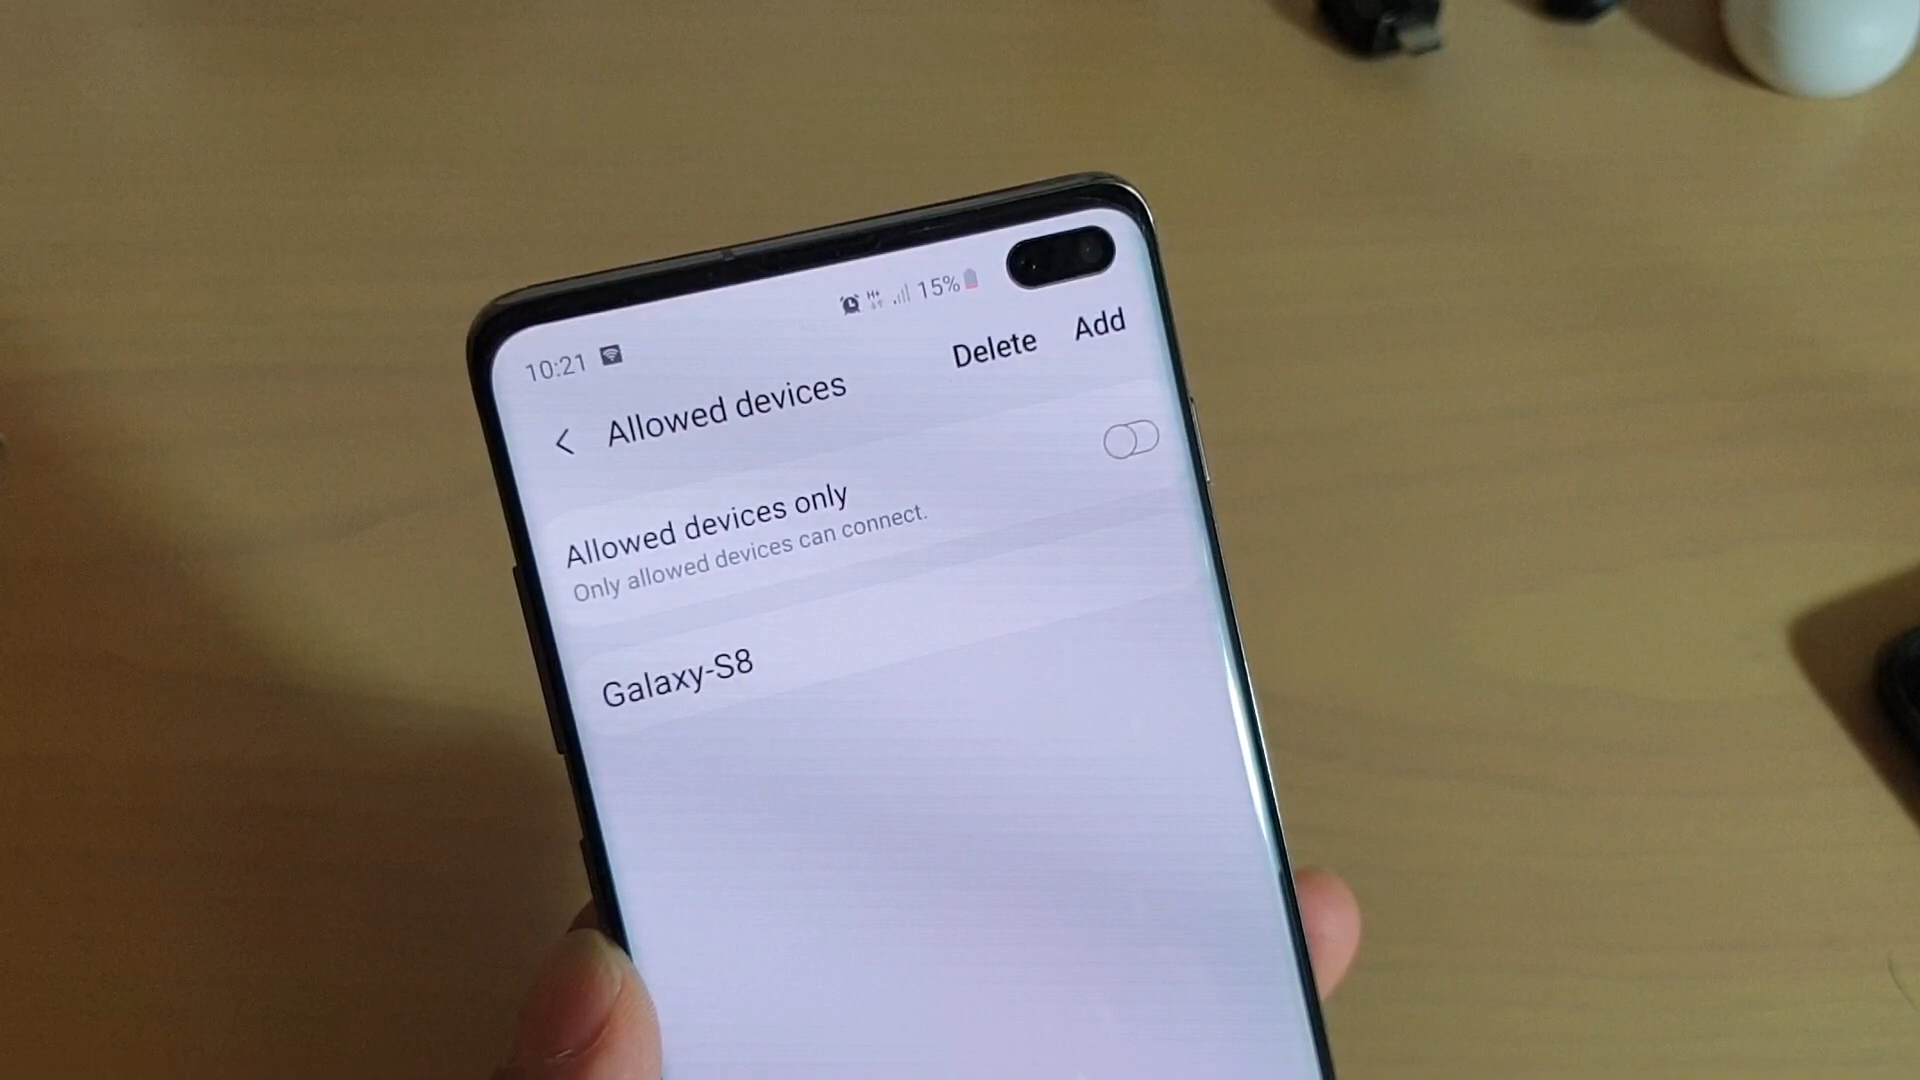 10:21 H+ 15%
Delete Add
Allowed devices
Allowed devices only
Only allowed devices can connect.
Galaxy-S8